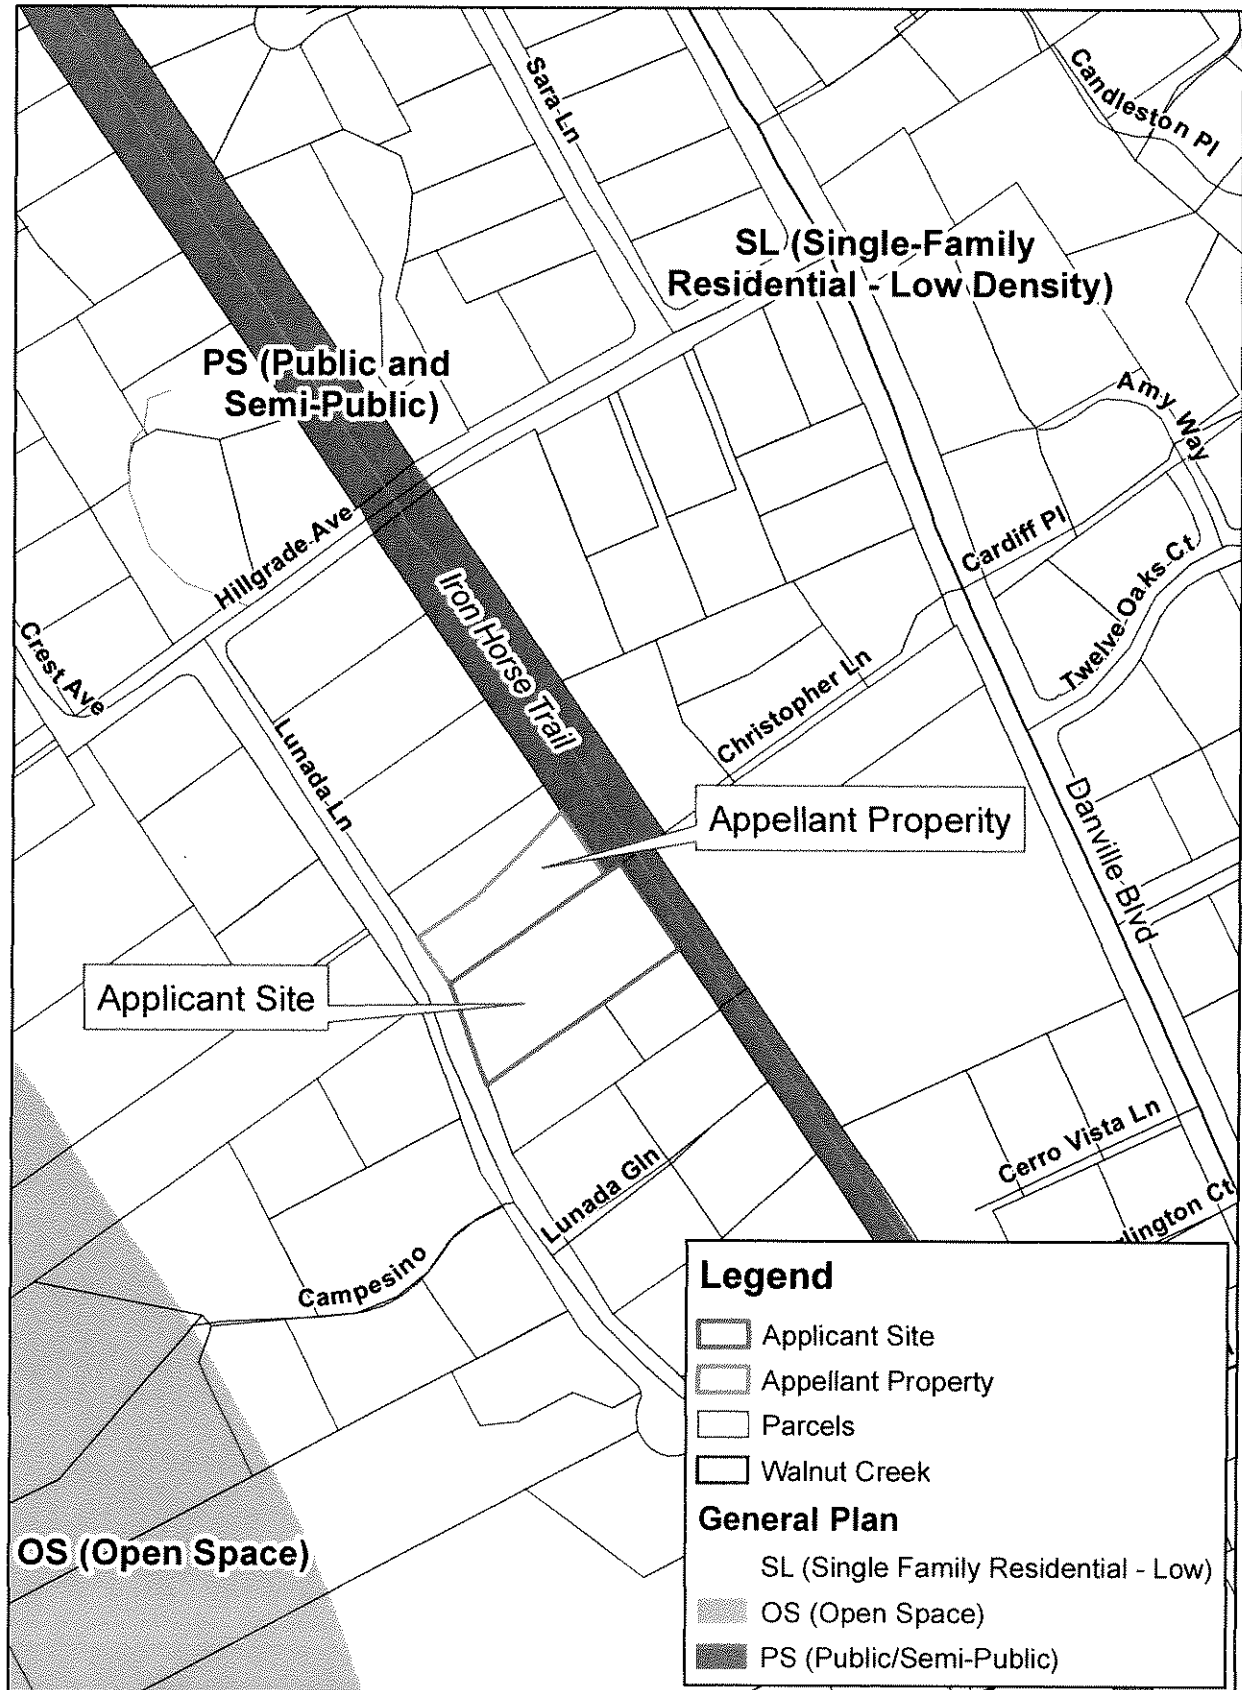 Sara Ln
Candleston Pl
SL (Single-Family
Residential - Low Density)
PS (Public and
Semi-Public)
Amy Way
Hillgrade Ave
Cardiff Pl
Iron Horse Trail
Twelve Oaks Ct
Crest Ave
Christopher Ln
Lunada Ln
Danville Blvd
Appellant Properity
Applicant Site
Cerro Vista Ln
Lunada Gln
rlington Ct
Campesino
OS (Open Space)
Legend
Applicant Site
Appellant Property
Parcels
Walnut Creek
General Plan
SL (Single Family Residential - Low)
OS (Open Space)
PS (Public/Semi-Public)